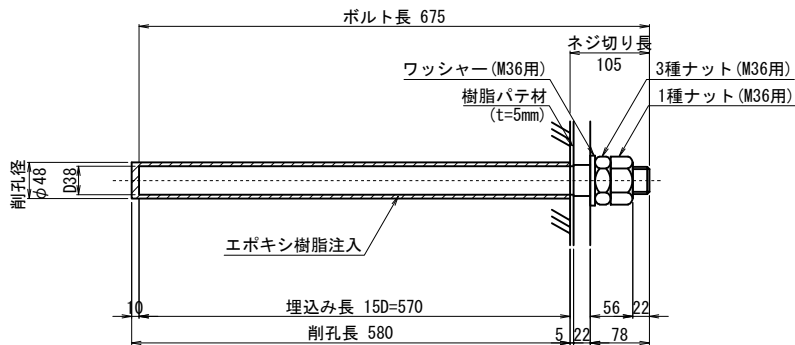 ボルト長 675
ネジ切り長
105
ワッシャー(M36用)
3種ナット(M36用)
樹脂パテ材
(t=5mm)
1種ナット(M36用)
削孔径
φ48
D38
エポキシ樹脂注入
10
埋込み長 15D=570
56
22
削孔長 580
5
22
78